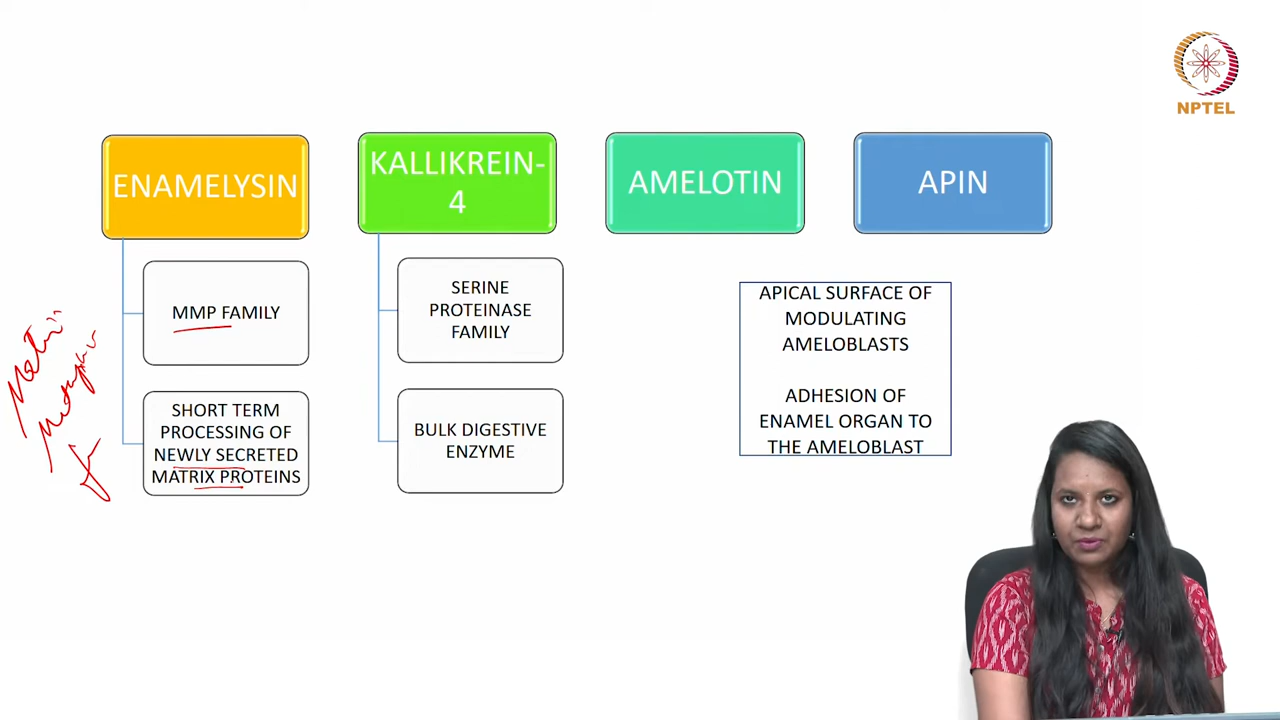 NPTEL
ENAMELYSIN
KALLIKREIN-
4
AMELOTIN
APIN
MMP FAMILY
SHORT TERM
PROCESSING OF
NEWLY SECRETED
MATRIX PROTEINS
SERINE
PROTEINASE
FAMILY
BULK DIGESTIVE
ENZYME
APICAL SURFACE OF
MODULATING
AMELOBLASTS
ADHESION OF
ENAMEL ORGAN TO
THE AMELOBLAST